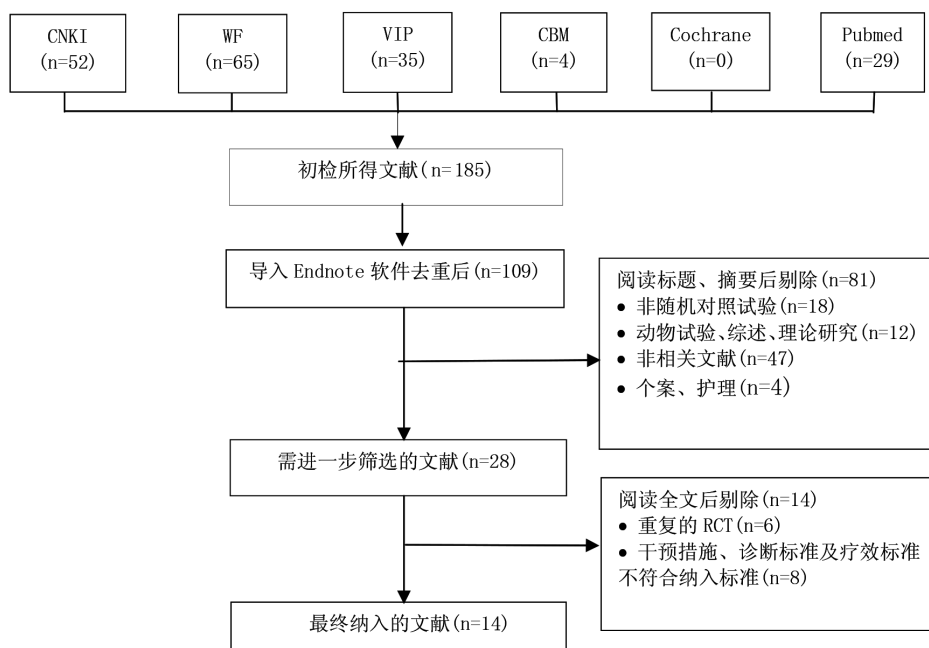 CNKI
(n=52)
WF
(n=65)
VIP
(n=35)
CBM
(n=4)
Cochrane
(n=0)
Pubmed
(n=29)
初检所得文献(n=185)
导入 Endnote 软件去重后(n=109)
阅读标题、摘要后剔除(n=81)
• 非随机对照试验(n=18)
• 动物试验、综述、理论研究(n=12)
• 非相关文献(n=47)
• 个案、护理(n=4)
需进一步筛选的文献(n=28)
阅读全文后剔除(n=14)
• 重复的 RCT(n=6)
• 干预措施、诊断标准及疗效标准
不符合纳入标准(n=8)
最终纳入的文献(n=14)